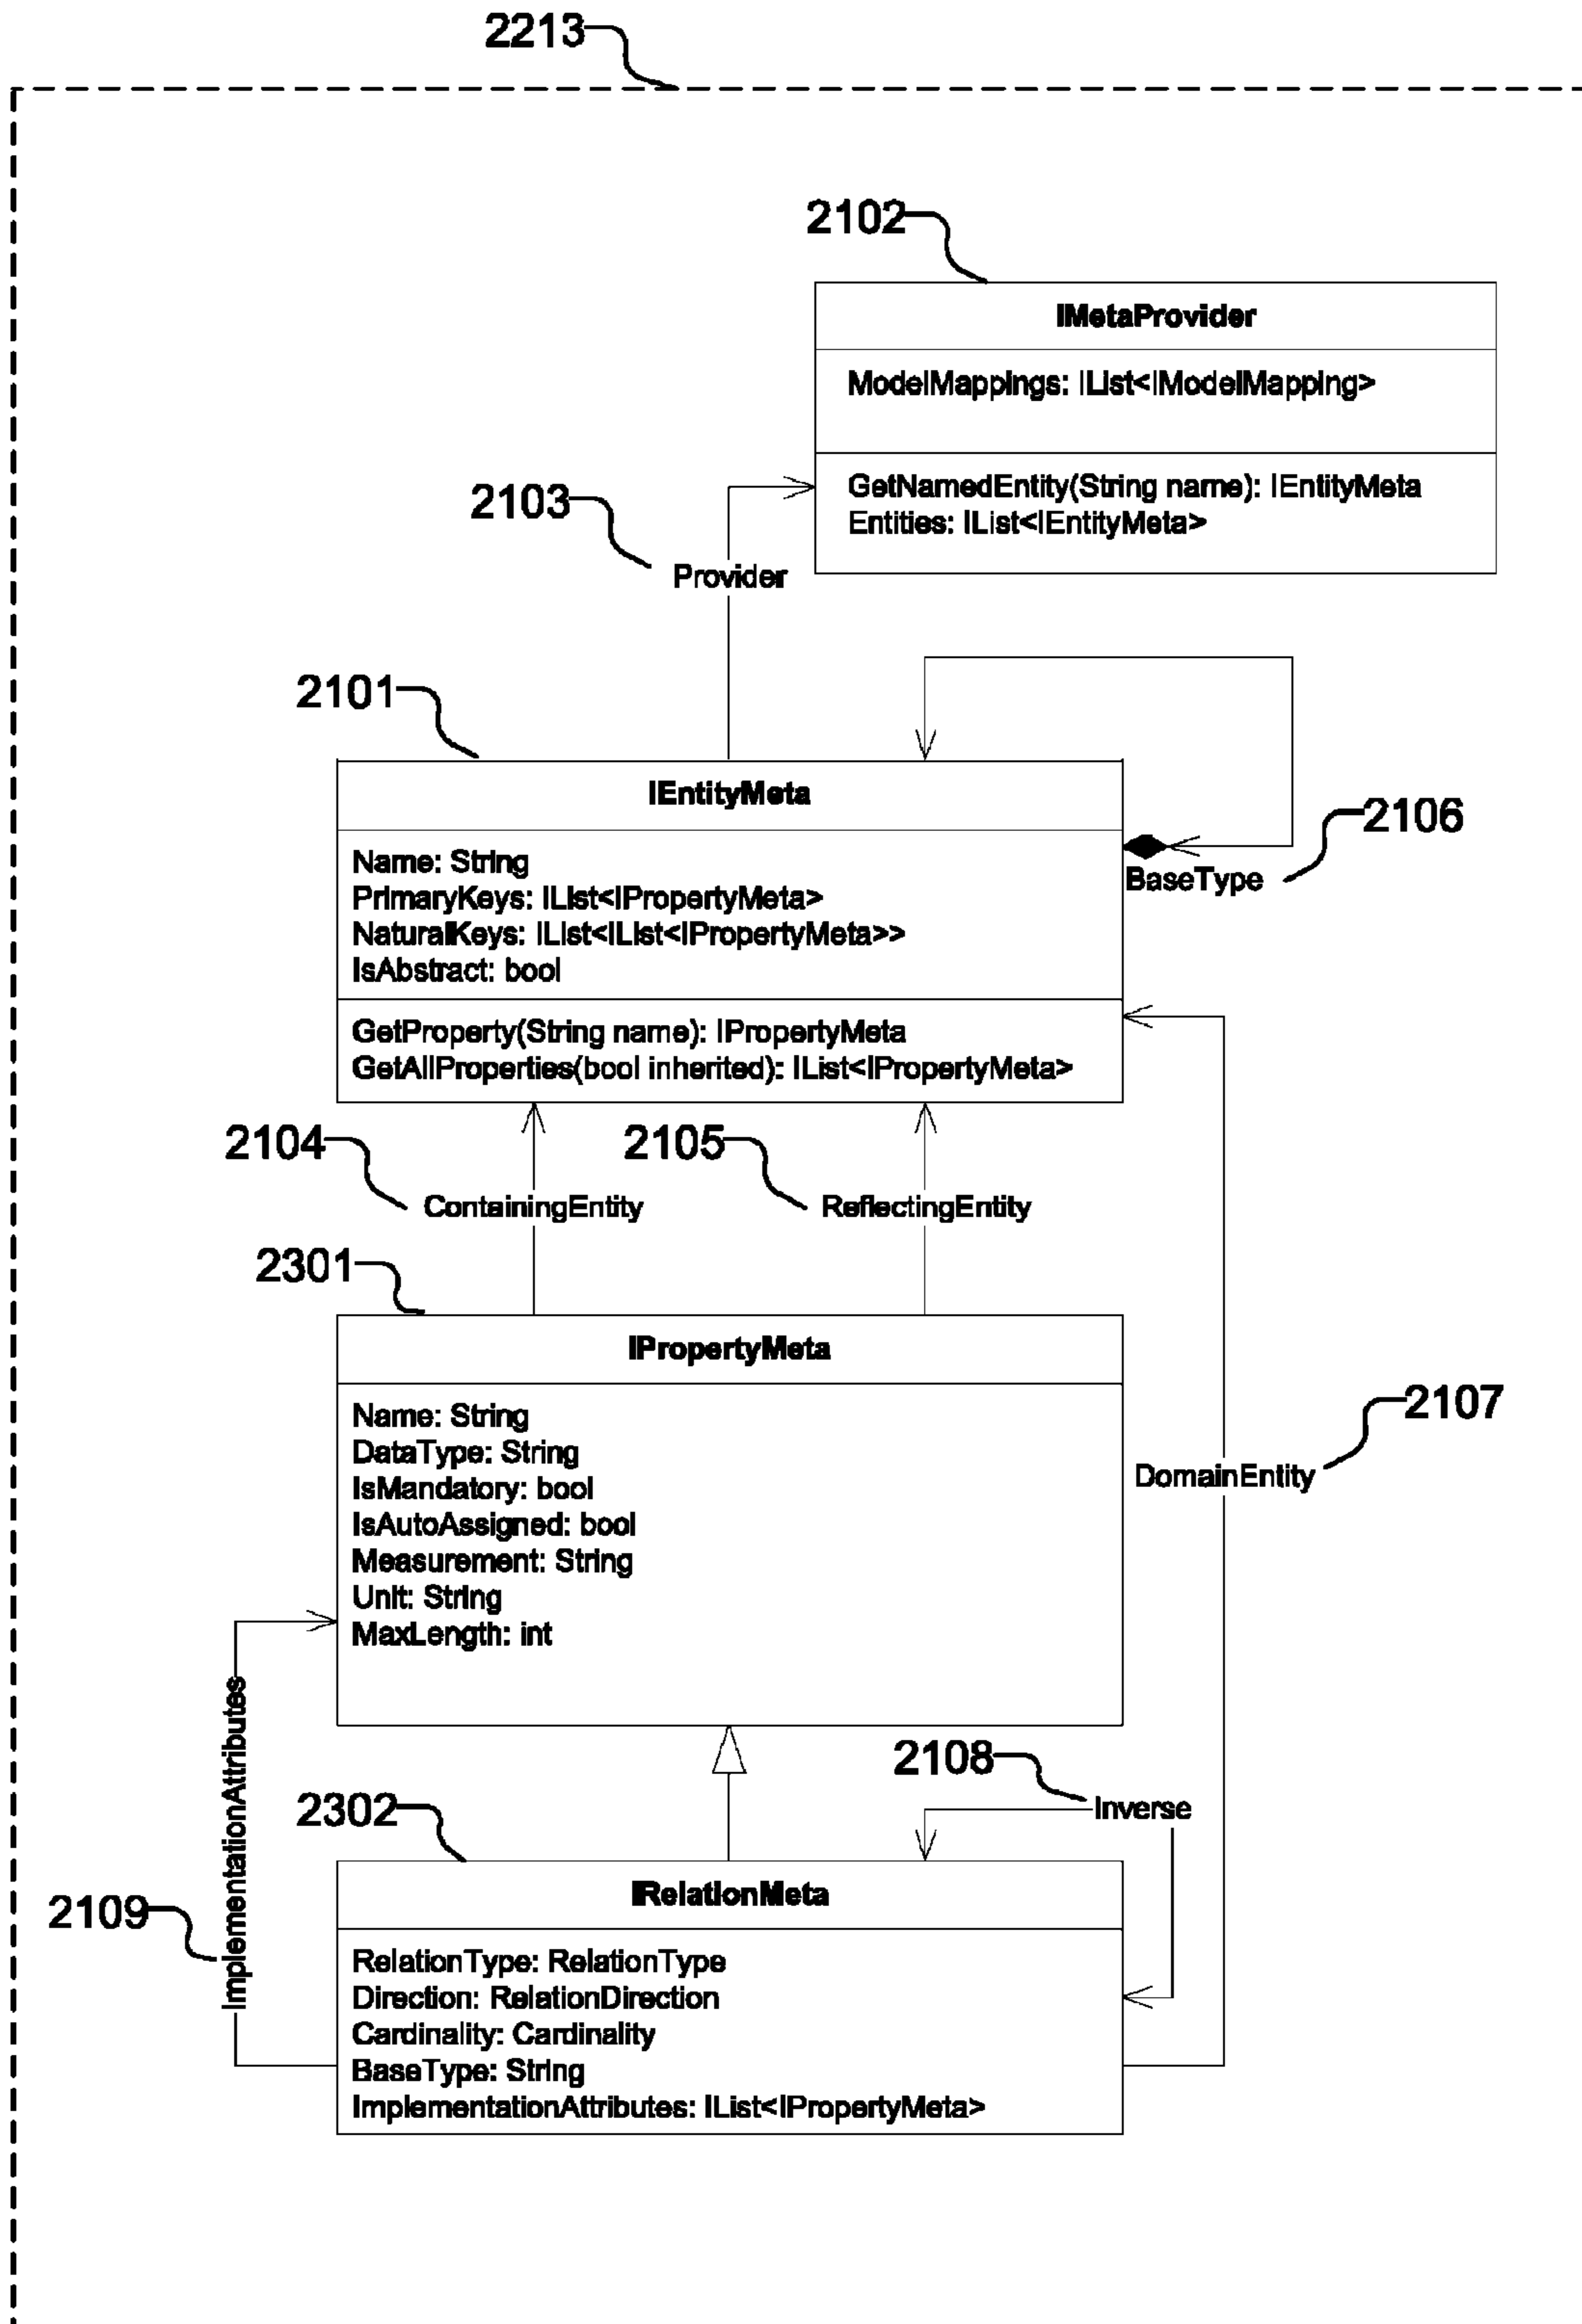 2213
2102
IMetaProvider
ModelMappings: IList<IModelMapping>
GetNamedEntity(String name): IEntityMeta
Entities: IList<IEntityMeta>
2103
Provider
2101
IEntityMeta
Name: String
PrimaryKeys: IList<IPropertyMeta>
NaturalKeys: IList<IList<IPropertyMeta>>
IsAbstract: bool
GetProperty(String name): IPropertyMeta
GetAllProperties(bool inherited): IList<IPropertyMeta>
2106
BaseType
2104
ContainingEntity
2105
ReflectingEntity
2301
IPropertyMeta
Name: String
DataType: String
IsMandatory: bool
IsAutoAssigned: bool
Measurement: String
Unit: String
MaxLength: int
2107
DomainEntity
2108
Inverse
2302
IRelationMeta
RelationType: RelationType
Direction: RelationDirection
Cardinality: Cardinality
BaseType: String
ImplementationAttributes: IList<IPropertyMeta>
2109
ImplementationAttributes